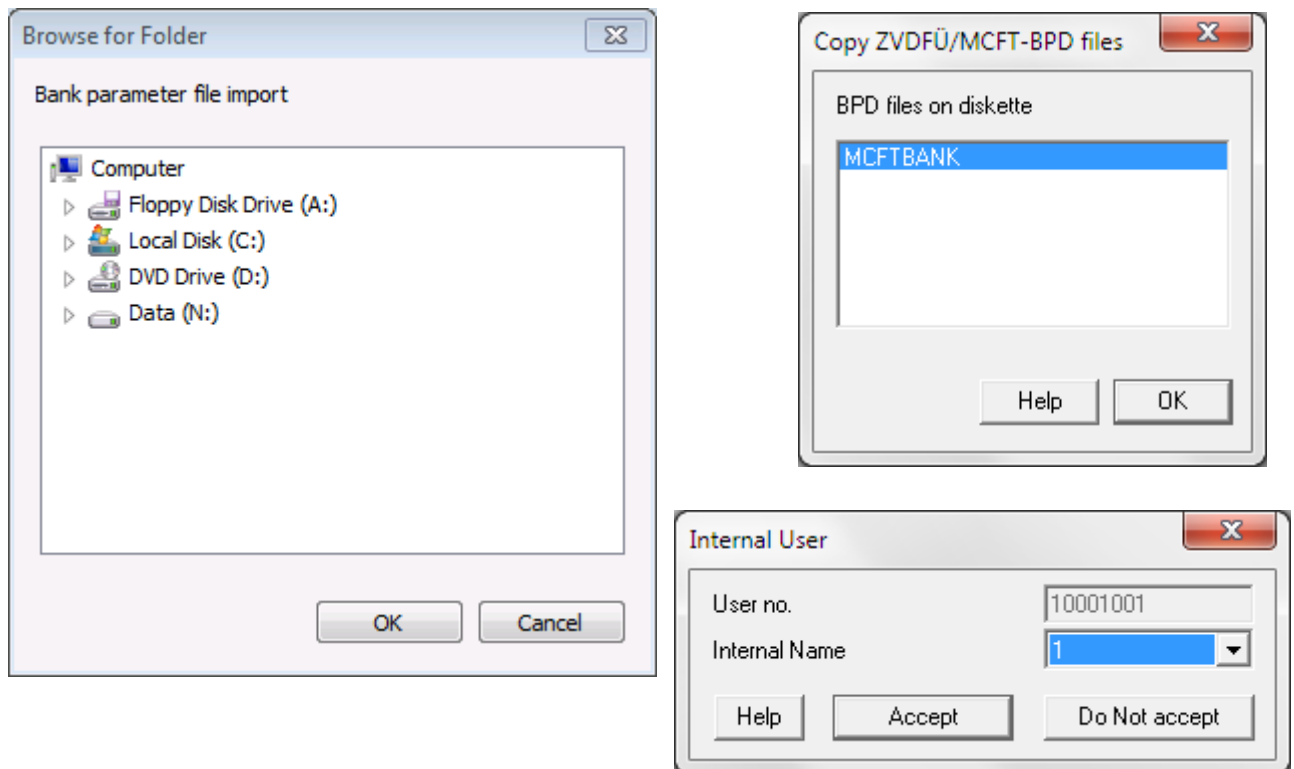 Browse for Folder
Bank parameter file import
Computer
Floppy Disk Drive (A:)
Local Disk (C:)
DVD Drive (D:)
Data (N:)
OK Cancel
Copy ZVDFÜ/MCFT-BPD files
BPD files on diskette
MCFTBANK
Help OK
Internal User
User no. 10001001
Internal Name 1
Help Accept Do Not accept